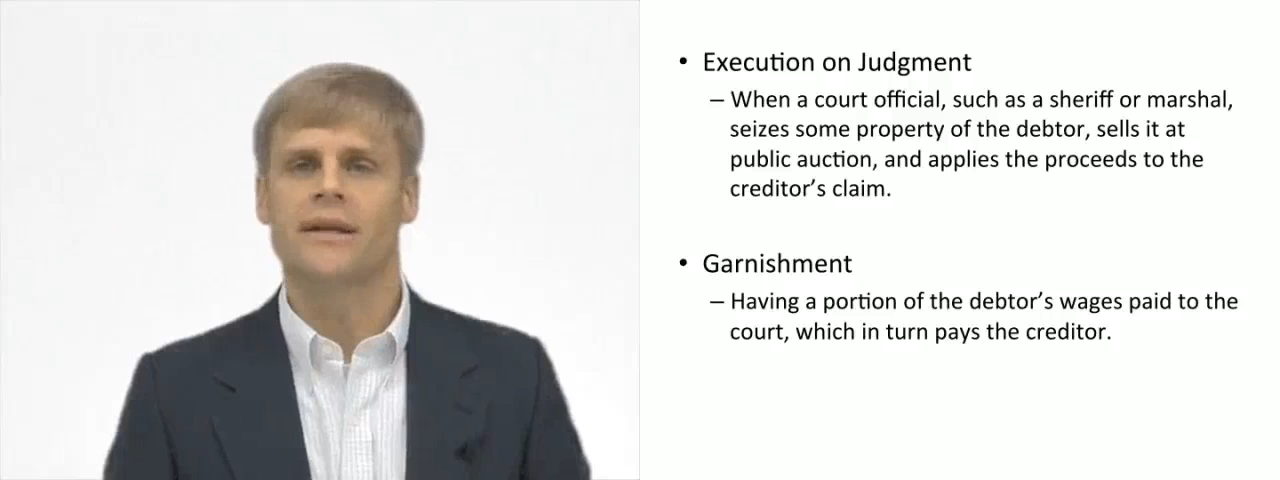 • Execution on Judgment
– When a court official, such as a sheriff or marshal,
seizes some property of the debtor, sells it at
public auction, and applies the proceeds to the
creditor’s claim.
• Garnishment
– Having a portion of the debtor’s wages paid to the
court, which in turn pays the creditor.